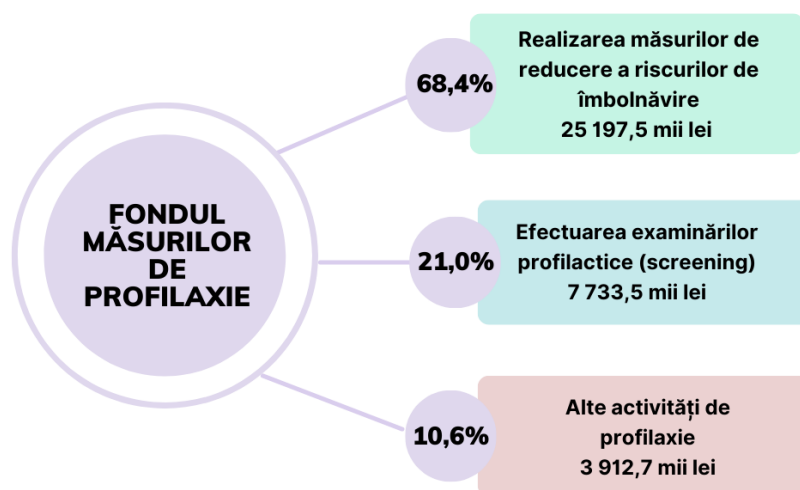 FONDUL
MĂSURILOR
DE
PROFILAXIE
68,4%
Realizarea măsurilor de
reducere a riscurilor de
îmbolnăvire
25 197,5 mii lei
21,0%
Efectuarea examinărilor
profilactice (screening)
7 733,5 mii lei
10,6%
Alte activități de
profilaxie
3 912,7 mii lei